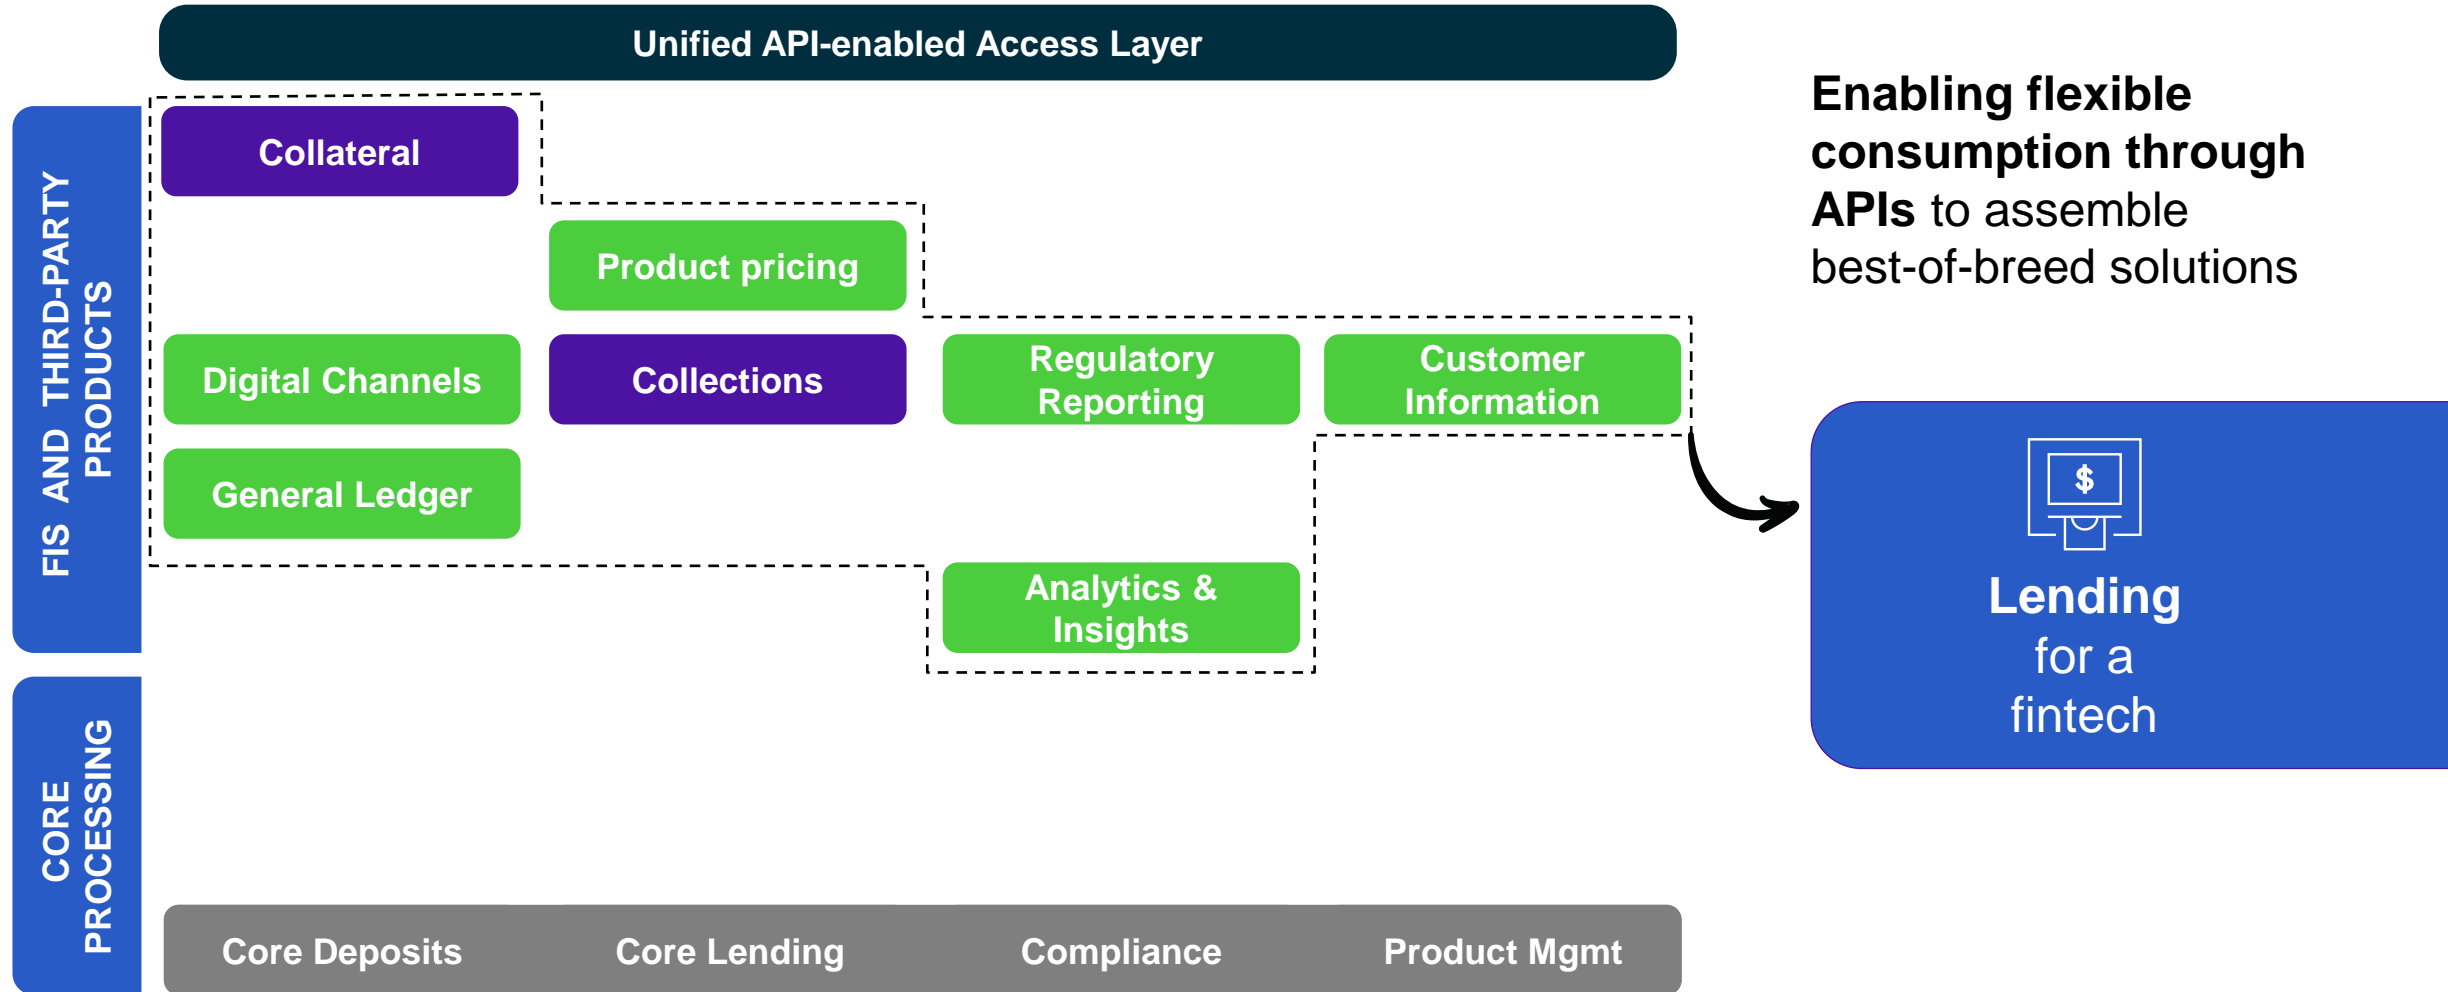 Unified API-enabled Access Layer
FIS AND THIRD-PARTY
PRODUCTS
Collateral
Product pricing
Digital Channels
Collections
Regulatory
Reporting
Customer
Information
General Ledger
Analytics &
Insights
CORE
PROCESSING
Core Deposits
Core Lending
Compliance
Product Mgmt
Enabling flexible
consumption through
APIs to assemble
best-of-breed solutions
$
Lending
for a
fintech